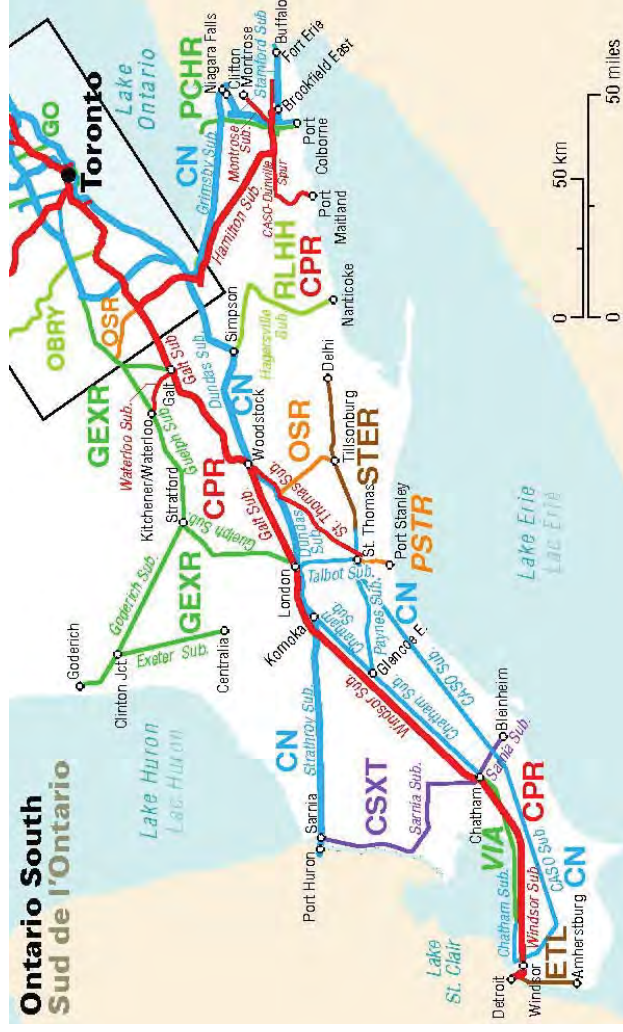 Ontario South
Sud de l'Ontario
Lake Huron
Lac Huron
Lake
Ontario
Lake
St. Clair
Lake Erie
Lac Erie
Toronto
GO
OBRY
OSR
GEXR
Waterloo Sub.
Kitchener/Waterloo
Guelph Sub.
Galt
Galt Sub.
Stratford
Guelph Sub.
Goderich
Goderich Sub.
Clinton Jct.
Exeter Sub.
Centralia
GEXR
CPR
Galt Sub.
Woodstock
Dundas Sub.
CN
Simpson
CN
Grimsby Sub.
Hamilton Sub.
PCHR
Niagara Falls
Clifton
Montrose
Stamford Sub
Buffalo
Fort Erie
Brookfield East
Montrose
Sub.
Port
Colborne
CASO-Dunville
Spur
Port
Maitland
RLHH
CPR
Hagersville
Sub.
Nanticoke
London
Dundas
Sub.
St. Thomas Sub.
OSR
Delhi
Tillsonburg
STER
St. Thomas
Talbot Sub.
Port Stanley
PSTR
Komoka
Chatham
Sub.
Paynes Sub.
Glencoe E.
CN
CASO Sub.
Chatham Sub.
Windsor Sub.
Strathroy Sub.
CN
Sarnia
Port Huron
CSXT
Sarnia Sub.
Chatham
Sarnia Sub.
Bleinheim
VIA
CPR
Chatham Sub.
Windsor Sub.
CASO Sub.
CN
Detroit
Windsor
ETL
Amherstburg
0
50 km
0
50 miles